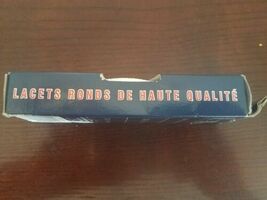 LACETS RONDS DE HAUTE QUALITÉ